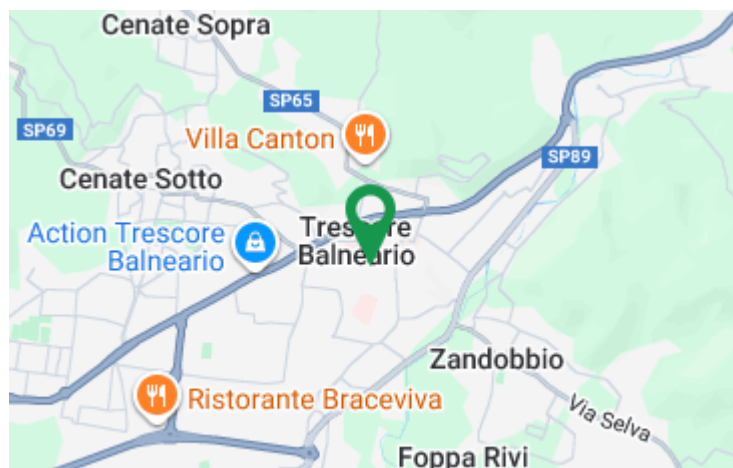 Cenate Sopra
SP65
SP69
Villa Canton
SP89
Cenate Sotto
Action Trescore
Balneario
Trescore
Balneario
Zandobbio
Ristorante Braceviva
Via Selva
Foppa Rivi